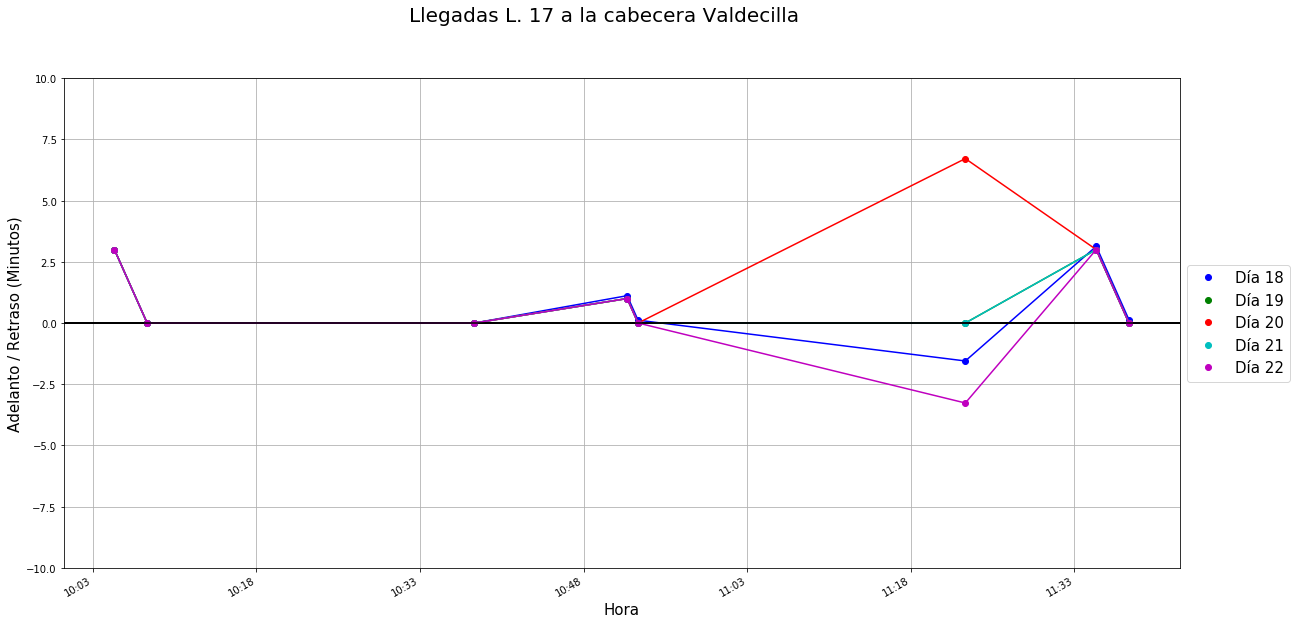 Llegadas L. 17 a la cabecera Valdecilla
Adelanto / Retraso (Minutos)
10.0
7.5
5.0
2.5
0.0
−2.5
−5.0
−7.5
−10.0
10:03
10:18
10:33
10:48
11:03
11:18
11:33
Hora
Día 18
Día 19
Día 20
Día 21
Día 22